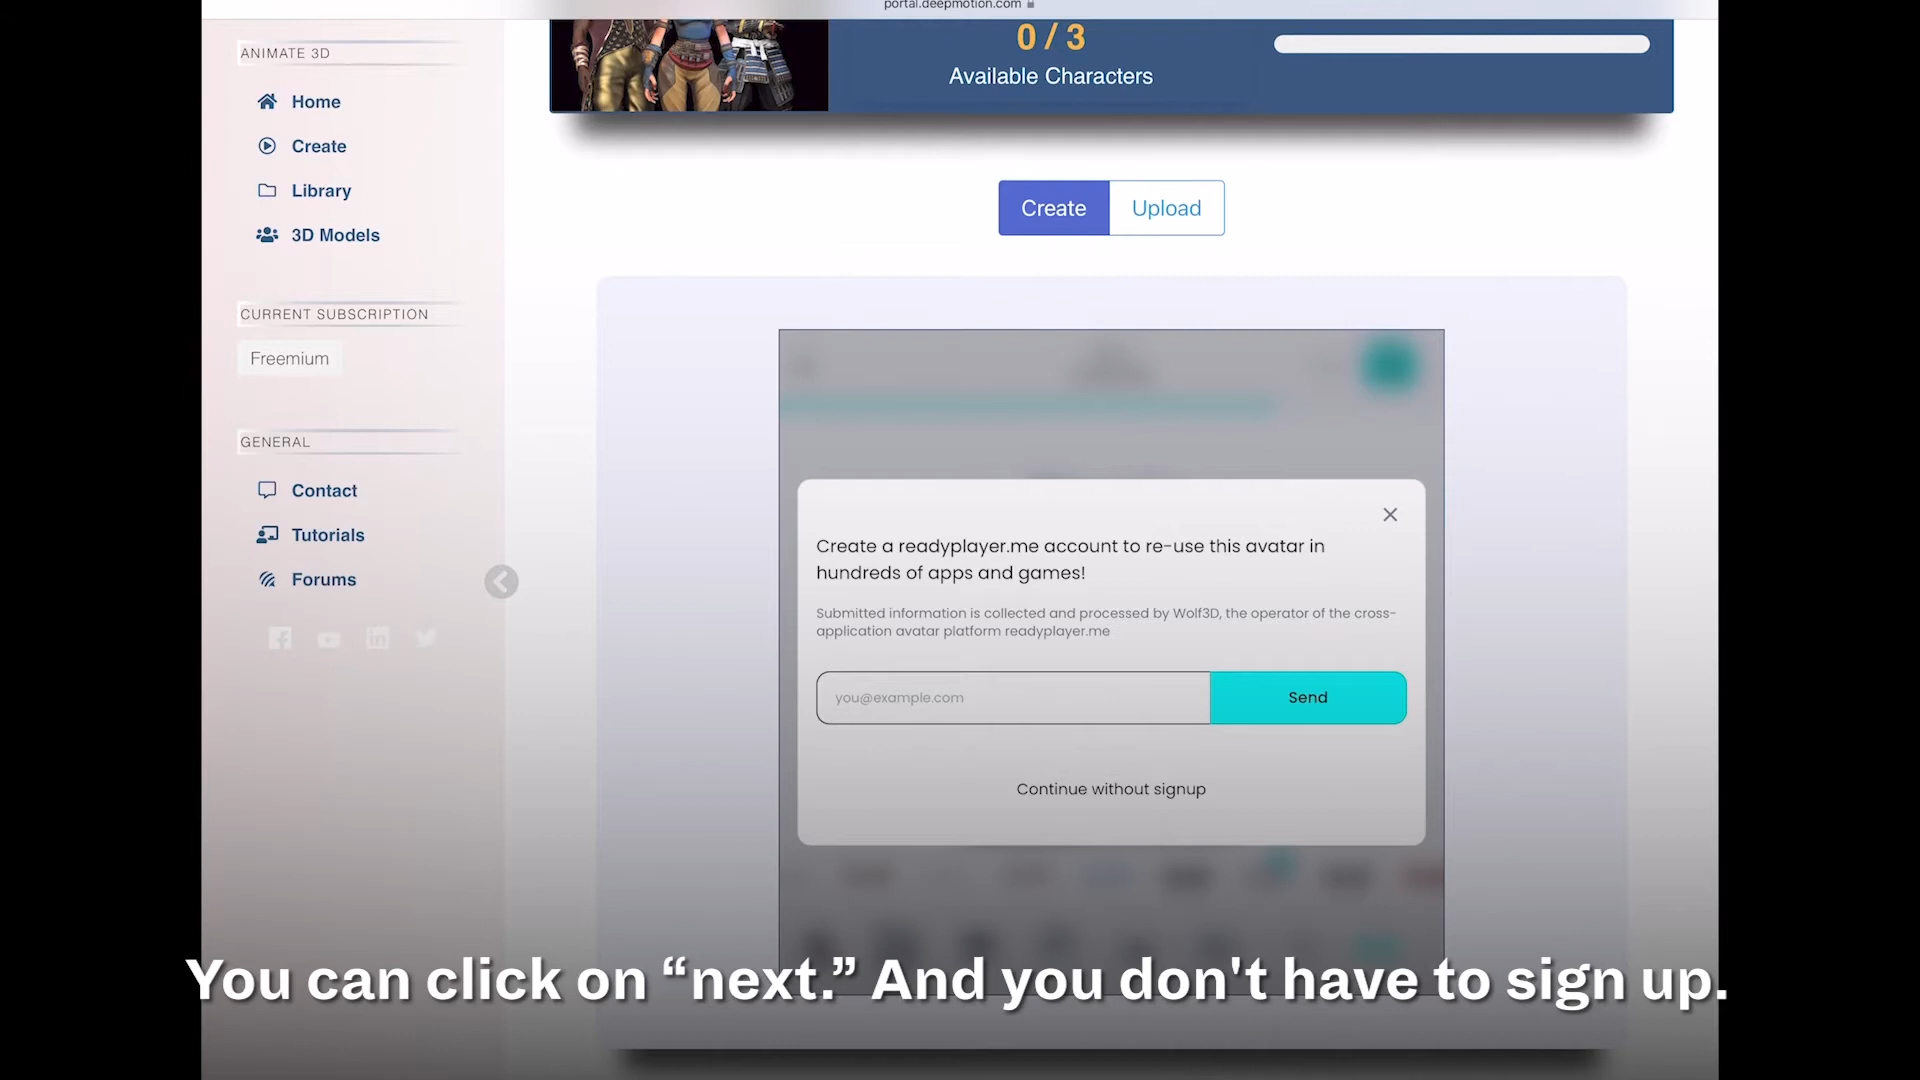 portal.deepmotion.com
ANIMATE 3D
Home
Create
Library
3D Models
CURRENT SUBSCRIPTION
Freemium
GENERAL
Contact
Tutorials
Forums
0 / 3
Available Characters
Create
Upload
Create a readyplayer.me account to re-use this avatar in
hundreds of apps and games!
Submitted information is collected and processed by Wolf3D, the operator of the cross-
application avatar platform readyplayer.me
you@example.com
Send
Continue without signup
You can click on “next.” And you don't have to sign up.